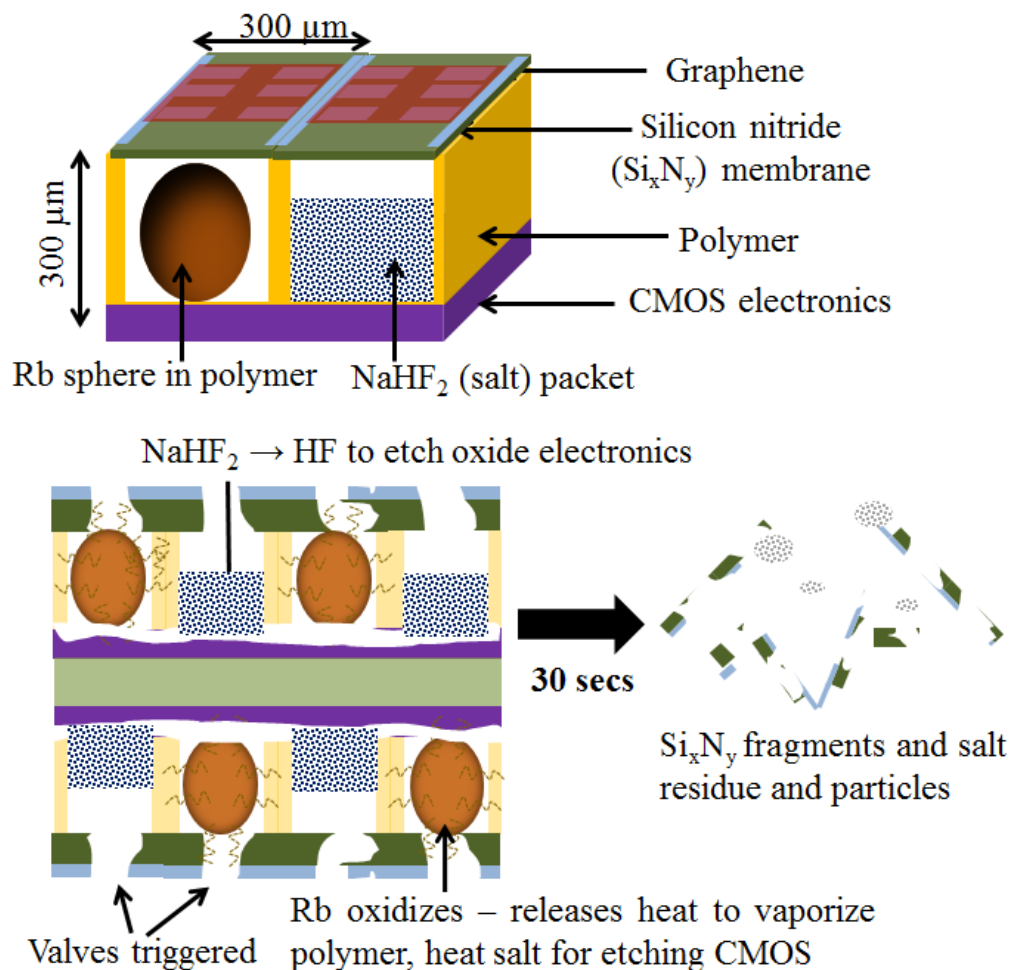 300 µm
Graphene
Silicon nitride
(SixNy) membrane
300 µm
Polymer
CMOS electronics
Rb sphere in polymer
NaHF2 (salt) packet
NaHF2 → HF to etch oxide electronics
30 secs
SixNy fragments and salt
residue and particles
Rb oxidizes – releases heat to vaporize
polymer, heat salt for etching CMOS
Valves triggered